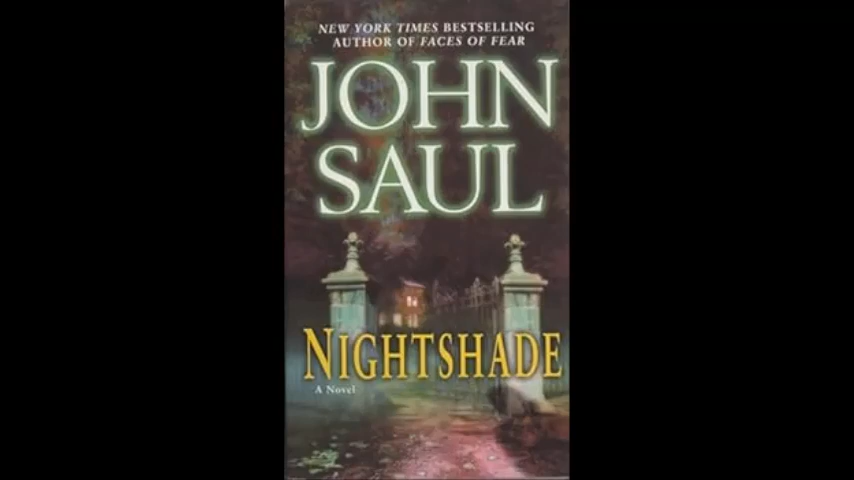 NEW YORK TIMES BESTSELLING
AUTHOR OF FACES OF FEAR
JOHN
SAUL
NIGHTSHADE
A Novel